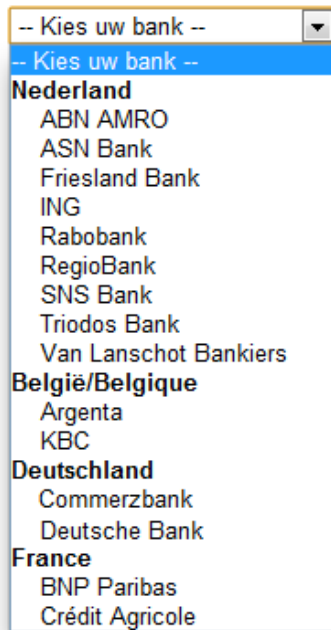 -- Kies uw bank --
-- Kies uw bank --
Nederland
ABN AMRO
ASN Bank
Friesland Bank
ING
Rabobank
RegioBank
SNS Bank
Triodos Bank
Van Lanschot Bankiers
België/Belgique
Argenta
KBC
Deutschland
Commerzbank
Deutsche Bank
France
BNP Paribas
Crédit Agricole